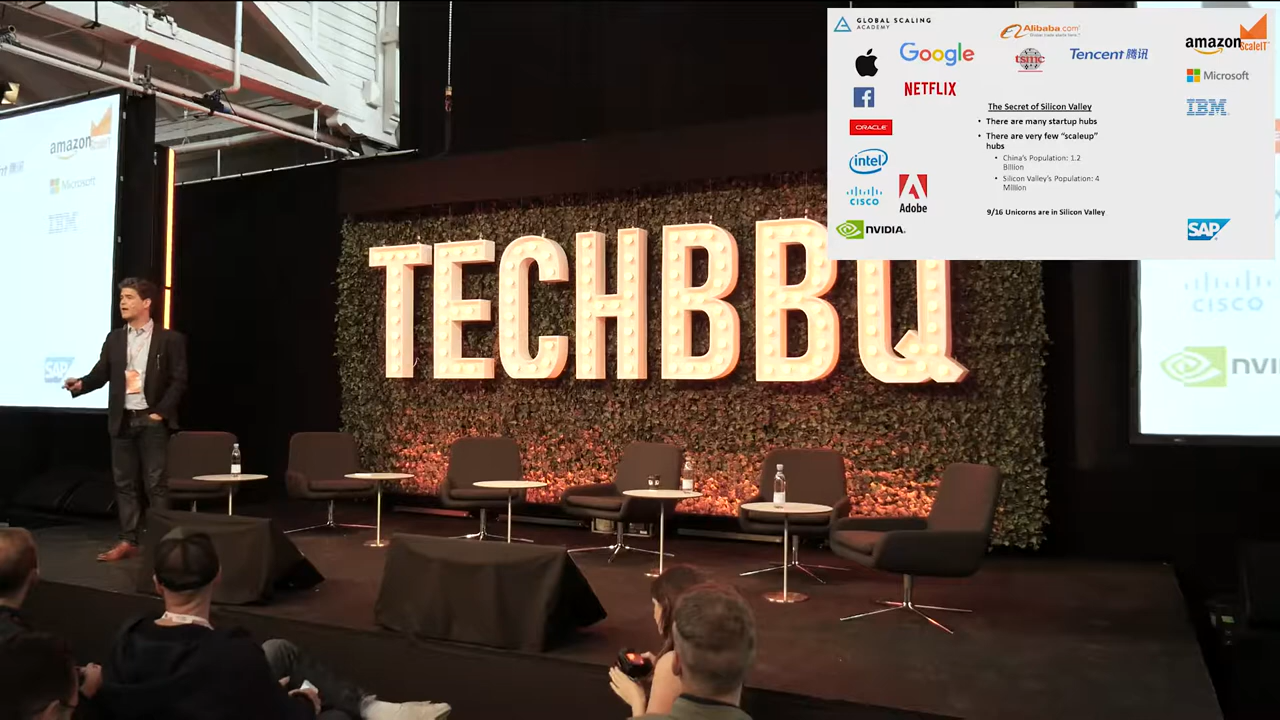 GLOBAL SCALING
ACADEMY
Alibaba.com
Google
tsmc
Tencent 腾讯
amazon
ScaleIT
Microsoft
NETFLIX
IBM
ORACLE
The Secret of Silicon Valley
• There are many startup hubs
• There are very few "scaleup"
hubs
• China's Population: 1.2
Billion
• Silicon Valley's Population: 4
Million
9/16 Unicorns are in Silicon Valley
intel
CISCO
Adobe
NVIDIA.
SAP
amazon
ScaleIT
Microsoft
IBM
SAP
TECHBBQ
CISCO
NVI